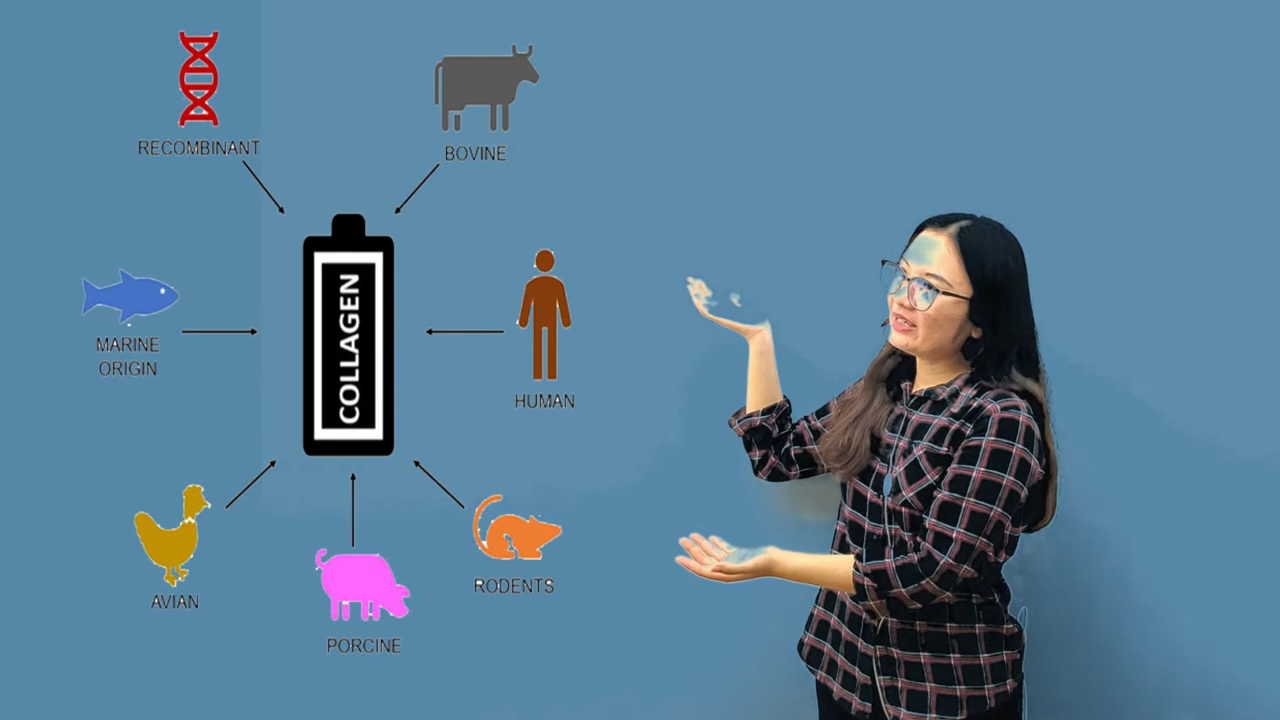 RECOMBINANT
BOVINE
COLLAGEN
MARINE
ORIGIN
HUMAN
AVIAN
RODENTS
PORCINE